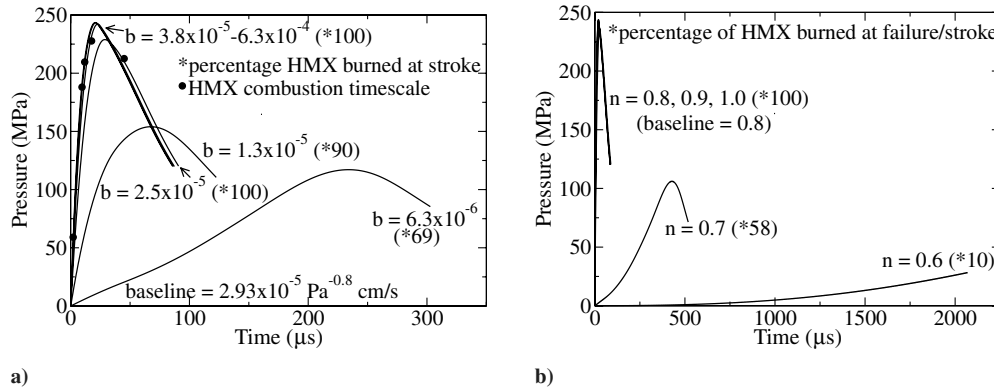 a)
Pressure (MPa)
250
200
150
100
50
0
0 100 200 300
Time (μs)
b = 3.8x10⁻⁵-6.3x10⁻⁴ (*100)
*percentage HMX burned at stroke
HMX combustion timescale
b = 1.3x10⁻⁵ (*90)
b = 2.5x10⁻⁵ (*100)
b = 6.3x10⁻⁶
(*69)
baseline = 2.93x10⁻⁵ Pa⁻⁰·⁸ cm/s
b)
Pressure (MPa)
250
200
150
100
50
0
0 500 1000 1500 2000
Time (μs)
*percentage of HMX burned at failure/stroke
n = 0.8, 0.9, 1.0 (*100)
(baseline = 0.8)
n = 0.7 (*58)
n = 0.6 (*10)